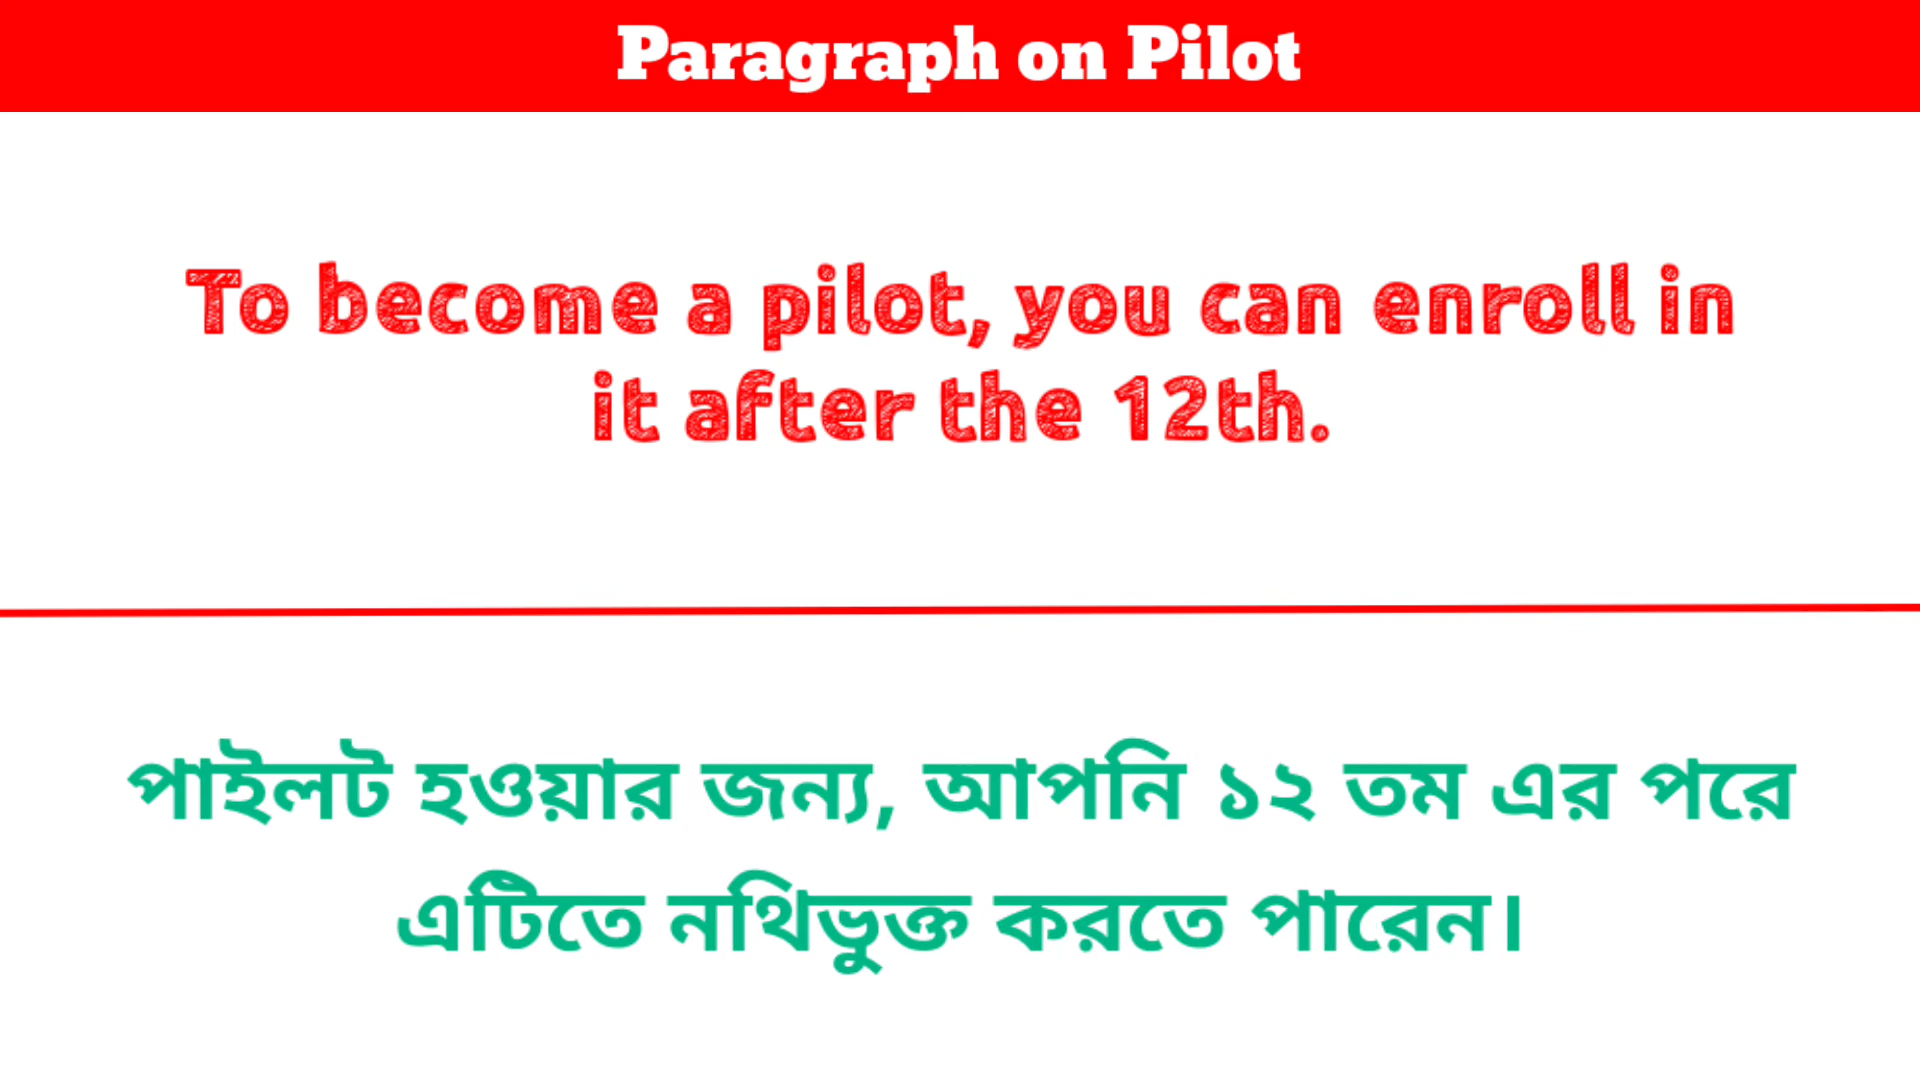 Paragraph on Pilot
To become a pilot, you can enroll in
it after the 12th.
পাইলট হওয়ার জন্য, আপনি ১২ তম এর পরে
এটিতে নথিভুক্ত করতে পারেন।